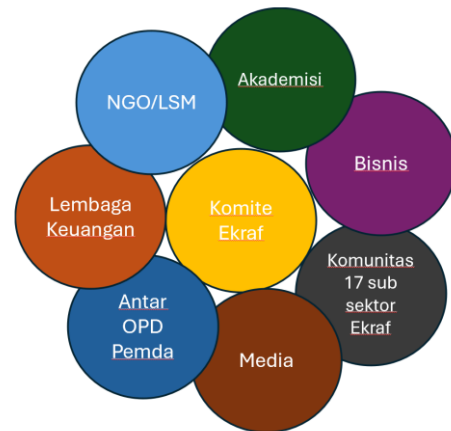 NGO/LSM
Akademisi
Bisnis
Lembaga
Keuangan
Komite
Ekraf
Komunitas
17 sub
sektor
Ekraf
Antar
OPD
Pemda
Media